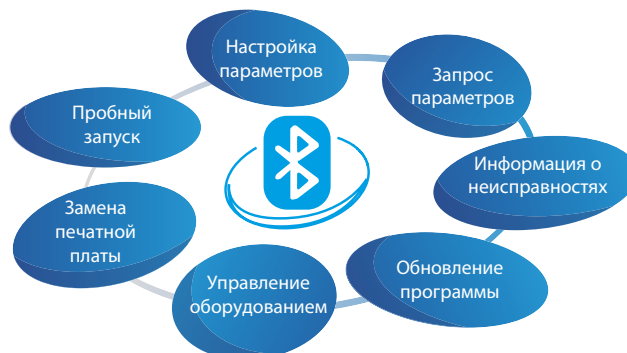 Настройка
параметров
Запрос
параметров
Информация о
неисправностях
Обновление
программы
Управление
оборудованием
Замена
печатной
платы
Пробный
запуск